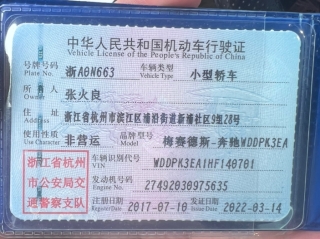 中华人民共和国机动车行驶证
Vehicle License of the People's Republic of China
号牌号码 浙A0N663 车辆类型 小型轿车
Plate No. Vehicle Type
所有人 张火良
Owner
住址 浙江省杭州市滨江区浦沿街道新浦社区9组28号
Address
使用性质 非营运 品牌型号 梅赛德斯-奔驰WDDPK3EA
Use Character Model
浙江省杭州
市公安局交
通警察支队
车辆识别代号 WDDPK3EA1HF140701
VIN
发动机号码 27492030975635
Engine No.
注册日期 2017-07-10 发证日期 2022-03-14
Register Date Issue Date